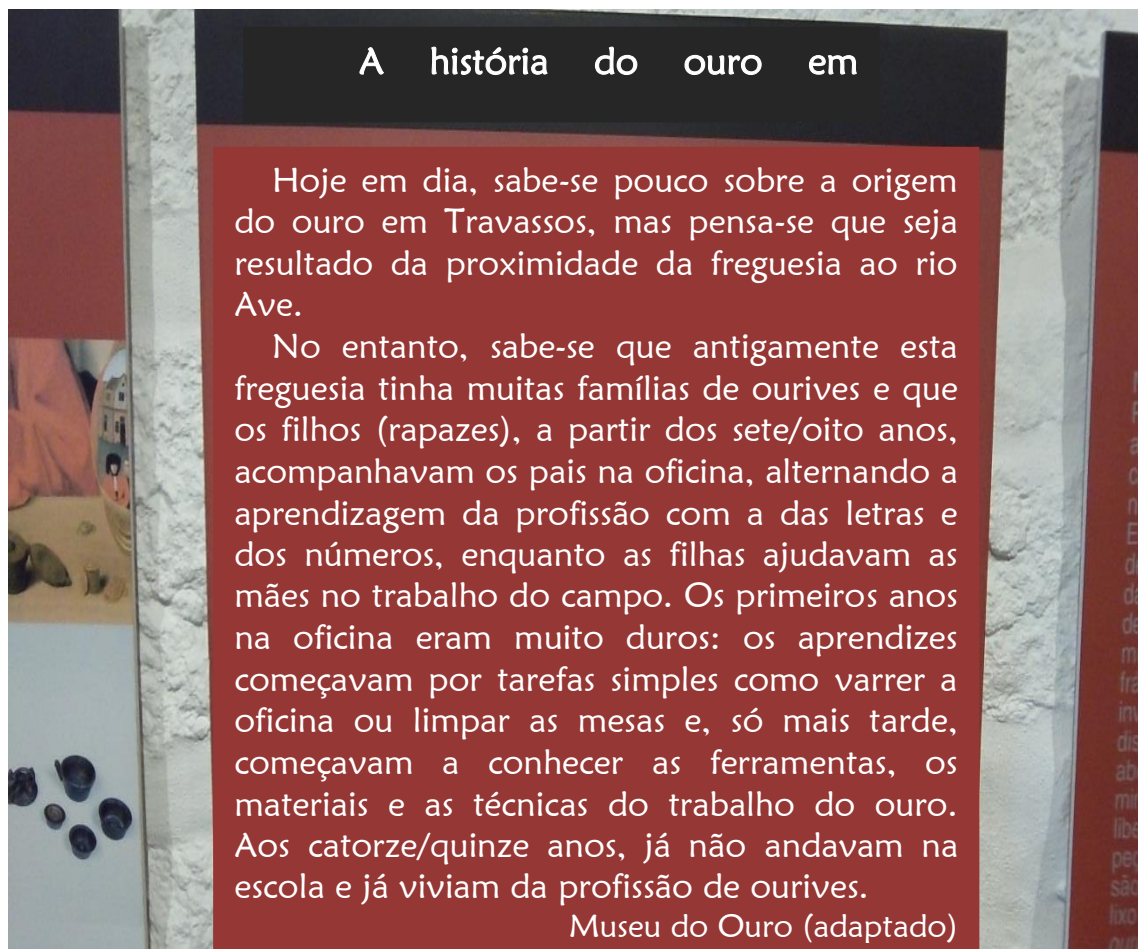 A história do ouro em
Hoje em dia, sabe-se pouco sobre a origem
do ouro em Travassos, mas pensa-se que seja
resultado da proximidade da freguesia ao rio
Ave.
No entanto, sabe-se que antigamente esta
freguesia tinha muitas famílias de ourives e que
os filhos (rapazes), a partir dos sete/oito anos,
acompanhavam os pais na oficina, alternando a
aprendizagem da profissão com a das letras e
dos números, enquanto as filhas ajudavam as
mães no trabalho do campo. Os primeiros anos
na oficina eram muito duros: os aprendizes
começavam por tarefas simples como varrer a
oficina ou limpar as mesas e, só mais tarde,
começavam a conhecer as ferramentas, os
materiais e as técnicas do trabalho do ouro.
Aos catorze/quinze anos, já não andavam na
escola e já viviam da profissão de ourives.
Museu do Ouro (adaptado)